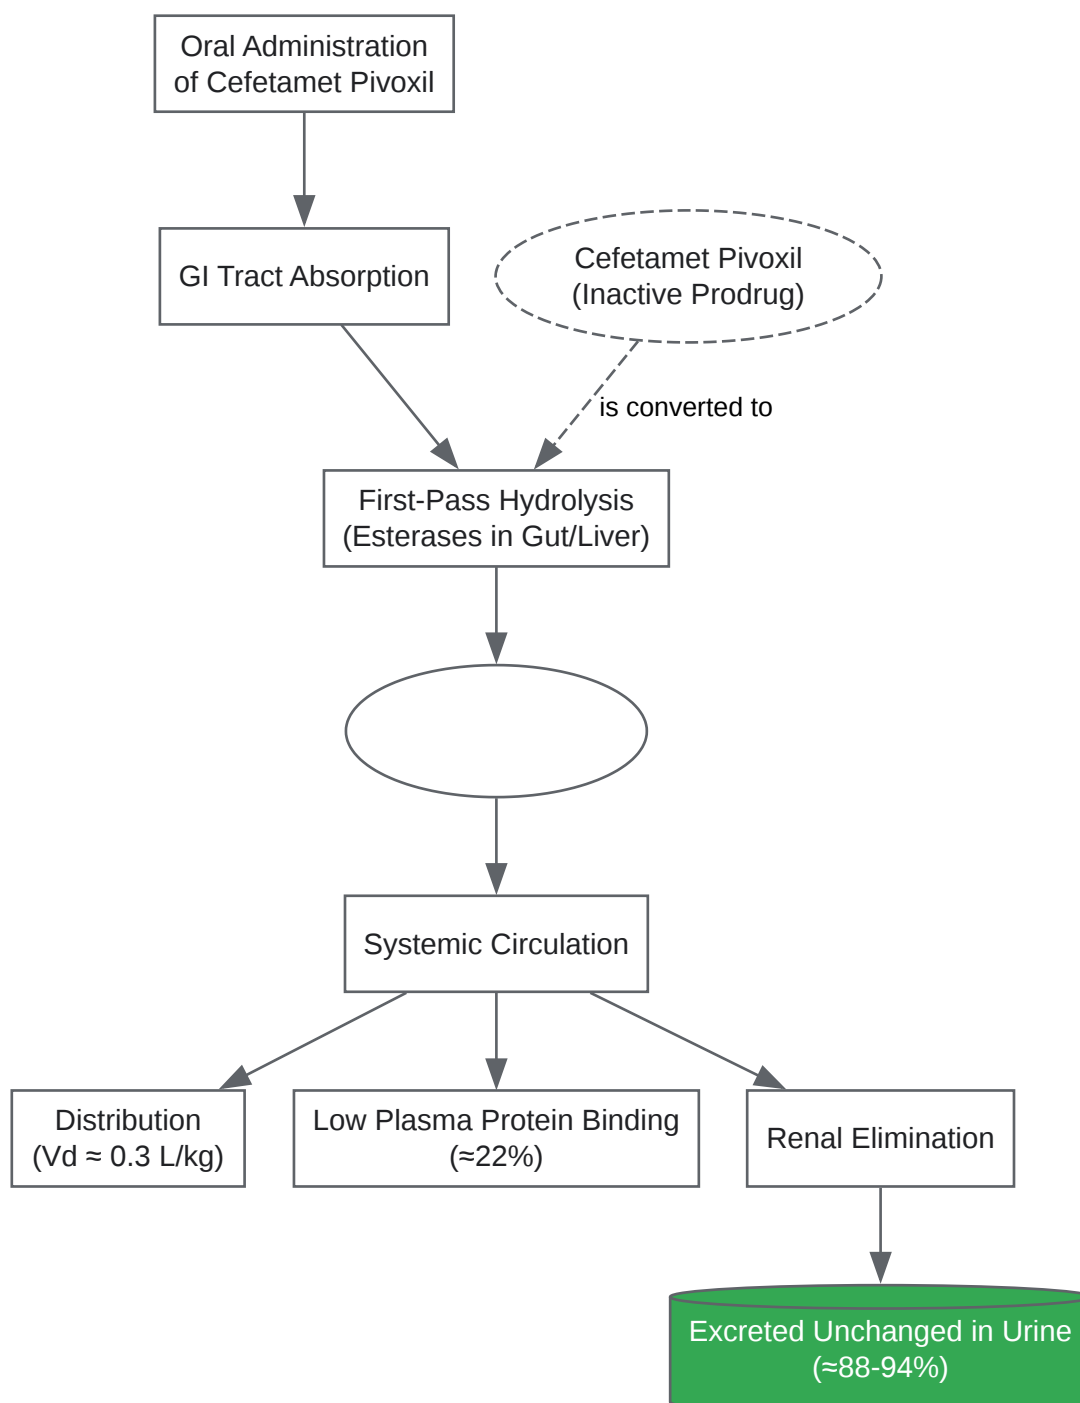 Oral Administration
of Cefetamet Pivoxil
GI Tract Absorption
Cefetamet Pivoxil
(Inactive Prodrug)
is converted to
First-Pass Hydrolysis
(Esterases in Gut/Liver)
Systemic Circulation
Distribution
(Vd ≈ 0.3 L/kg)
Low Plasma Protein Binding
(≈22%)
Renal Elimination
Excreted Unchanged in Urine
(≈88-94%)